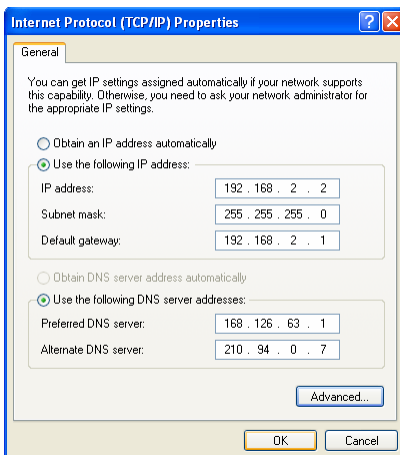 Internet Protocol (TCP/IP) Properties
General
You can get IP settings assigned automatically if your network supports
this capability. Otherwise, you need to ask your network administrator for
the appropriate IP settings.
Obtain an IP address automatically
Use the following IP address:
IP address: 192 . 168 . 2 . 2
Subnet mask: 255 . 255 . 255 . 0
Default gateway: 192 . 168 . 2 . 1
Obtain DNS server address automatically
Use the following DNS server addresses:
Preferred DNS server: 168 . 126 . 63 . 1
Alternate DNS server: 210 . 94 . 0 . 7
Advanced...
OK Cancel